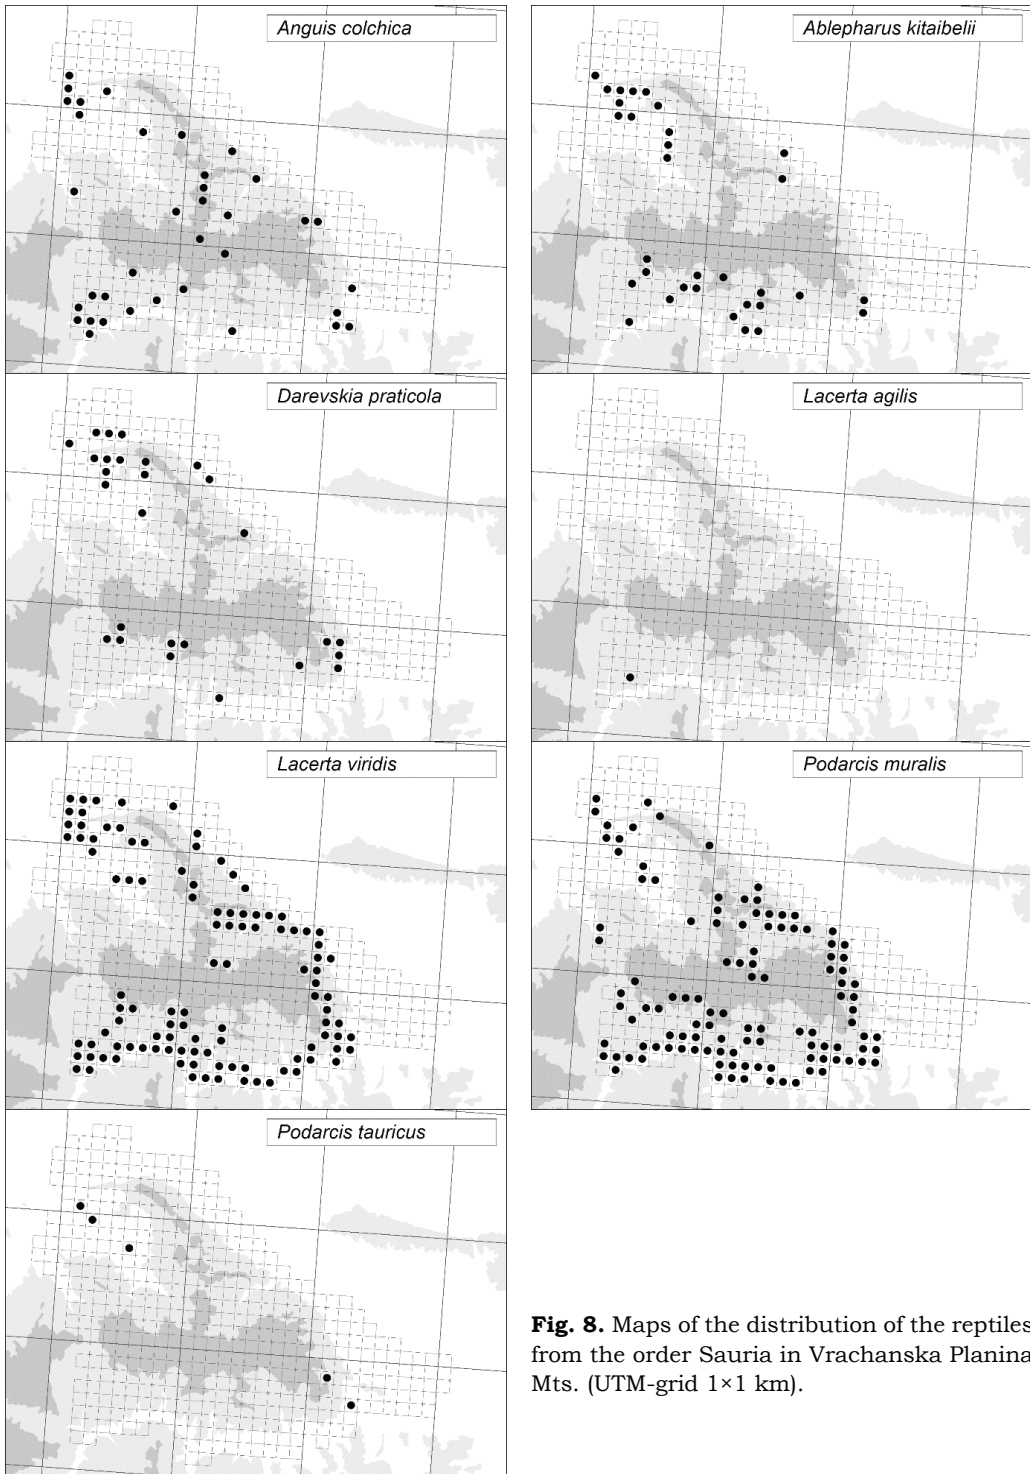 Anguis colchica
Ablepharus kitaibelii
Darevskia praticola
Lacerta agilis
Lacerta viridis
Podarcis muralis
Podarcis tauricus
Fig. 8. Maps of the distribution of the reptiles
from the order Sauria in Vrachanska Planina
Mts. (UTM-grid 1×1 km).